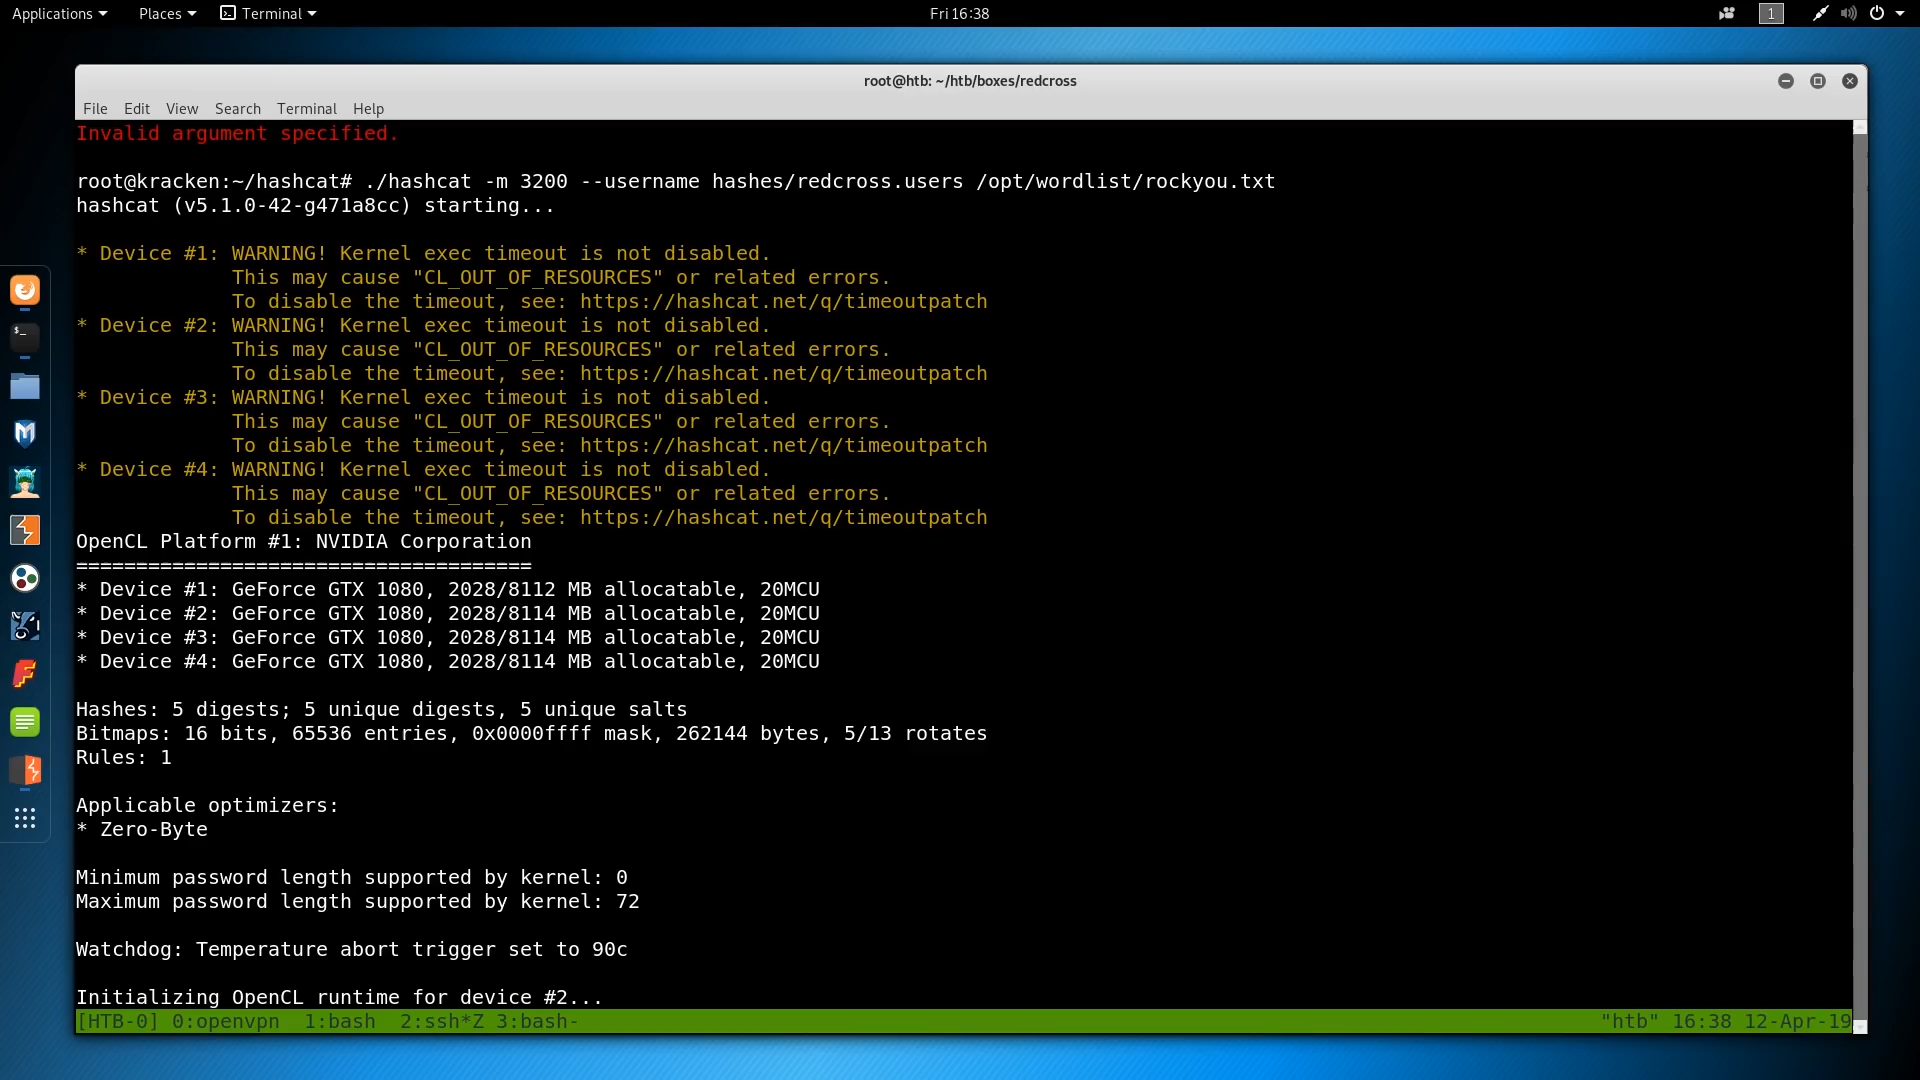 Applications Places Terminal Fri 16:38 1
root@htb: ~/htb/boxes/redcross
File Edit View Search Terminal Help
Invalid argument specified.
root@kracken:~/hashcat# ./hashcat -m 3200 --username hashes/redcross.users /opt/wordlist/rockyou.txt
hashcat (v5.1.0-42-g471a8cc) starting...
* Device #1: WARNING! Kernel exec timeout is not disabled.
This may cause "CL_OUT_OF_RESOURCES" or related errors.
To disable the timeout, see: https://hashcat.net/q/timeoutpatch
* Device #2: WARNING! Kernel exec timeout is not disabled.
This may cause "CL_OUT_OF_RESOURCES" or related errors.
To disable the timeout, see: https://hashcat.net/q/timeoutpatch
* Device #3: WARNING! Kernel exec timeout is not disabled.
This may cause "CL_OUT_OF_RESOURCES" or related errors.
To disable the timeout, see: https://hashcat.net/q/timeoutpatch
* Device #4: WARNING! Kernel exec timeout is not disabled.
This may cause "CL_OUT_OF_RESOURCES" or related errors.
To disable the timeout, see: https://hashcat.net/q/timeoutpatch
OpenCL Platform #1: NVIDIA Corporation
======================================
* Device #1: GeForce GTX 1080, 2028/8112 MB allocatable, 20MCU
* Device #2: GeForce GTX 1080, 2028/8114 MB allocatable, 20MCU
* Device #3: GeForce GTX 1080, 2028/8114 MB allocatable, 20MCU
* Device #4: GeForce GTX 1080, 2028/8114 MB allocatable, 20MCU
Hashes: 5 digests; 5 unique digests, 5 unique salts
Bitmaps: 16 bits, 65536 entries, 0x0000ffff mask, 262144 bytes, 5/13 rotates
Rules: 1
Applicable optimizers:
* Zero-Byte
Minimum password length supported by kernel: 0
Maximum password length supported by kernel: 72
Watchdog: Temperature abort trigger set to 90c
Initializing OpenCL runtime for device #2...
[HTB-0] 0:openvpn 1:bash 2:ssh*Z 3:bash- "htb" 16:38 12-Apr-19